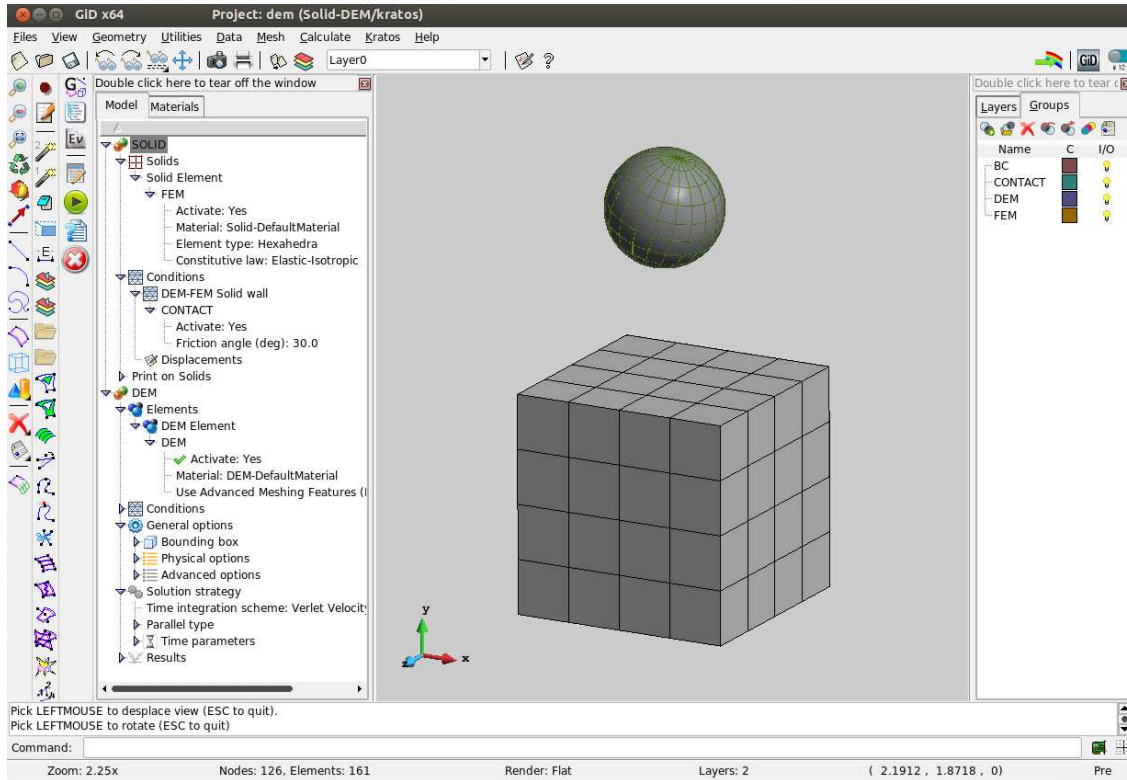 GiD x64 Project: dem (Solid-DEM/kratos)
Files View Geometry Utilities Data Mesh Calculate Kratos Help
Layer0
GiD
Double click here to tear off the window
Model Materials
SOLID
Solids
Solid Element
FEM
Activate: Yes
Material: Solid-DefaultMaterial
Element type: Hexahedra
Constitutive law: Elastic-Isotropic
Conditions
DEM-FEM Solid wall
CONTACT
Activate: Yes
Friction angle (deg): 30.0
Displacements
Print on Solids
DEM
Elements
DEM Element
DEM
Activate: Yes
Material: DEM-DefaultMaterial
Use Advanced Meshing Features (
Conditions
General options
Bounding box
Physical options
Advanced options
Solution strategy
Time integration scheme: Verlet Velocity
Parallel type
Time parameters
Results
y
x
z
Double click here to tear
Layers Groups
Name C I/O
BC
CONTACT
DEM
FEM
Pick LEFTMOUSE to desplace view (ESC to quit).
Pick LEFTMOUSE to rotate (ESC to quit)
Command:
Zoom: 2.25x Nodes: 126, Elements: 161 Render: Flat Layers: 2 ( 2.1912 , 1.8718 , 0) Pre